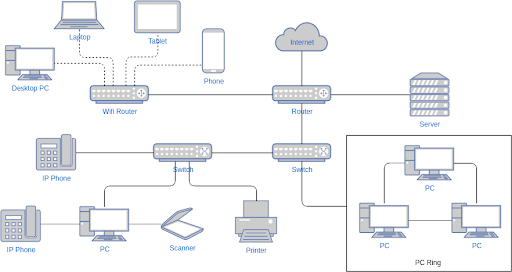 Laptop
Tablet
Internet
Phone
Desktop PC
Wifi Router
Router
Server
IP Phone
Switch
Switch
PC
IP Phone
PC
Scanner
Printer
PC
PC
PC Ring